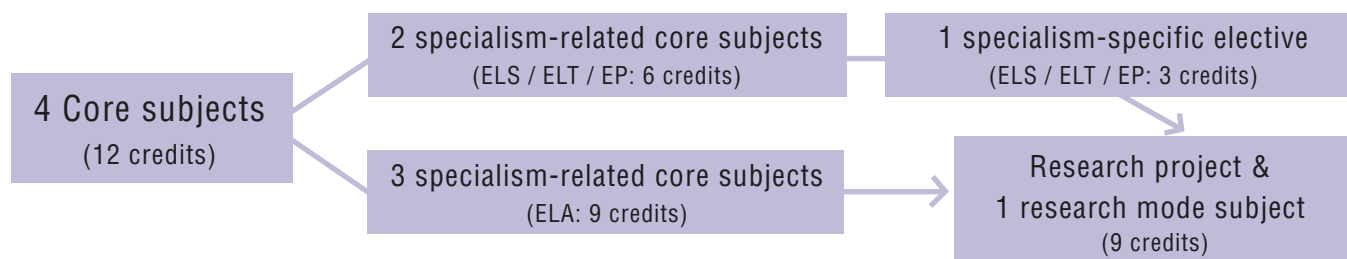 4 Core subjects
(12 credits)
2 specialism-related core subjects
(ELS / ELT / EP: 6 credits)
1 specialism-specific elective
(ELS / ELT / EP: 3 credits)
3 specialism-related core subjects
(ELA: 9 credits)
Research project &
1 research mode subject
(9 credits)